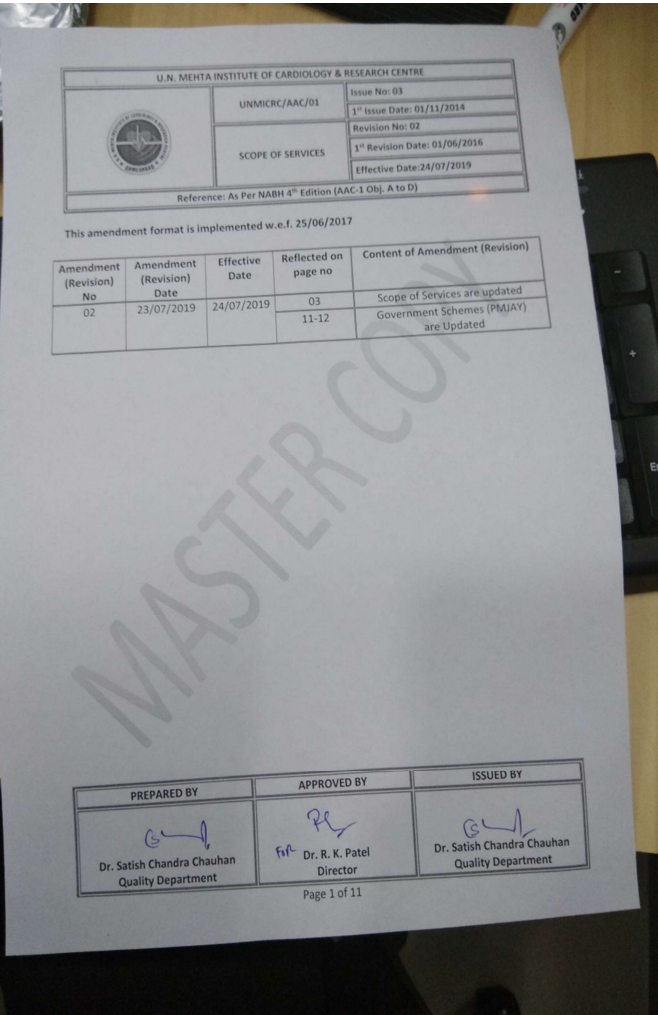 U.N. MEHTA INSTITUTE OF CARDIOLOGY & RESEARCH CENTRE
UNMICRC/AAC/01
Issue No: 03
1st Issue Date: 01/11/2014
SCOPE OF SERVICES
Revision No: 02
1st Revision Date: 01/06/2016
Effective Date:24/07/2019
Reference: As Per NABH 4th Edition (AAC-1 Obj. A to D)
This amendment format is implemented w.e.f. 25/06/2017
Amendment (Revision) No
Amendment (Revision) Date
Effective Date
Reflected on page no
Content of Amendment (Revision)
02
23/07/2019
24/07/2019
03
Scope of Services are updated
11-12
Government Schemes (PMJAY)
are Updated
MASTER COPY
PREPARED BY
APPROVED BY
ISSUED BY
Dr. Satish Chandra Chauhan
Quality Department
For Dr. R. K. Patel
Director
Dr. Satish Chandra Chauhan
Quality Department
Page 1 of 11